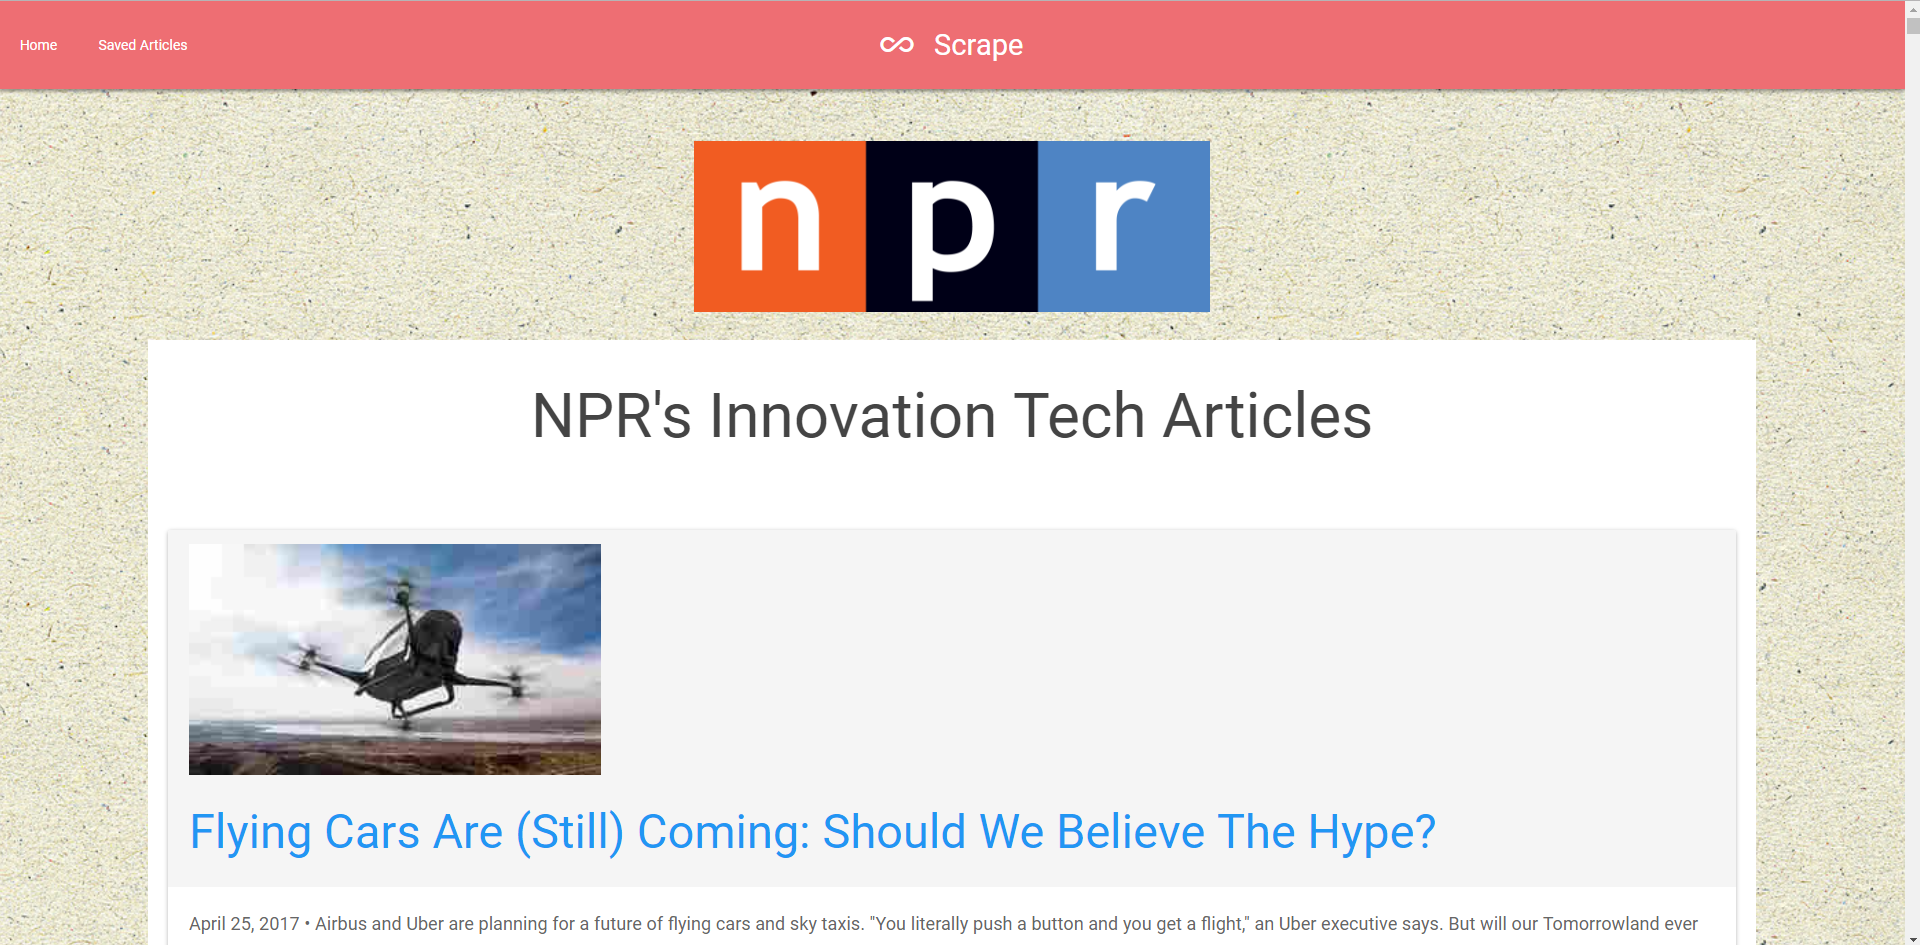 Home Saved Articles Scrape
npr
NPR's Innovation Tech Articles
Flying Cars Are (Still) Coming: Should We Believe The Hype?
April 25, 2017 • Airbus and Uber are planning for a future of flying cars and sky taxis. "You literally push a button and you get a flight," an Uber executive says. But will our Tomorrowland ever